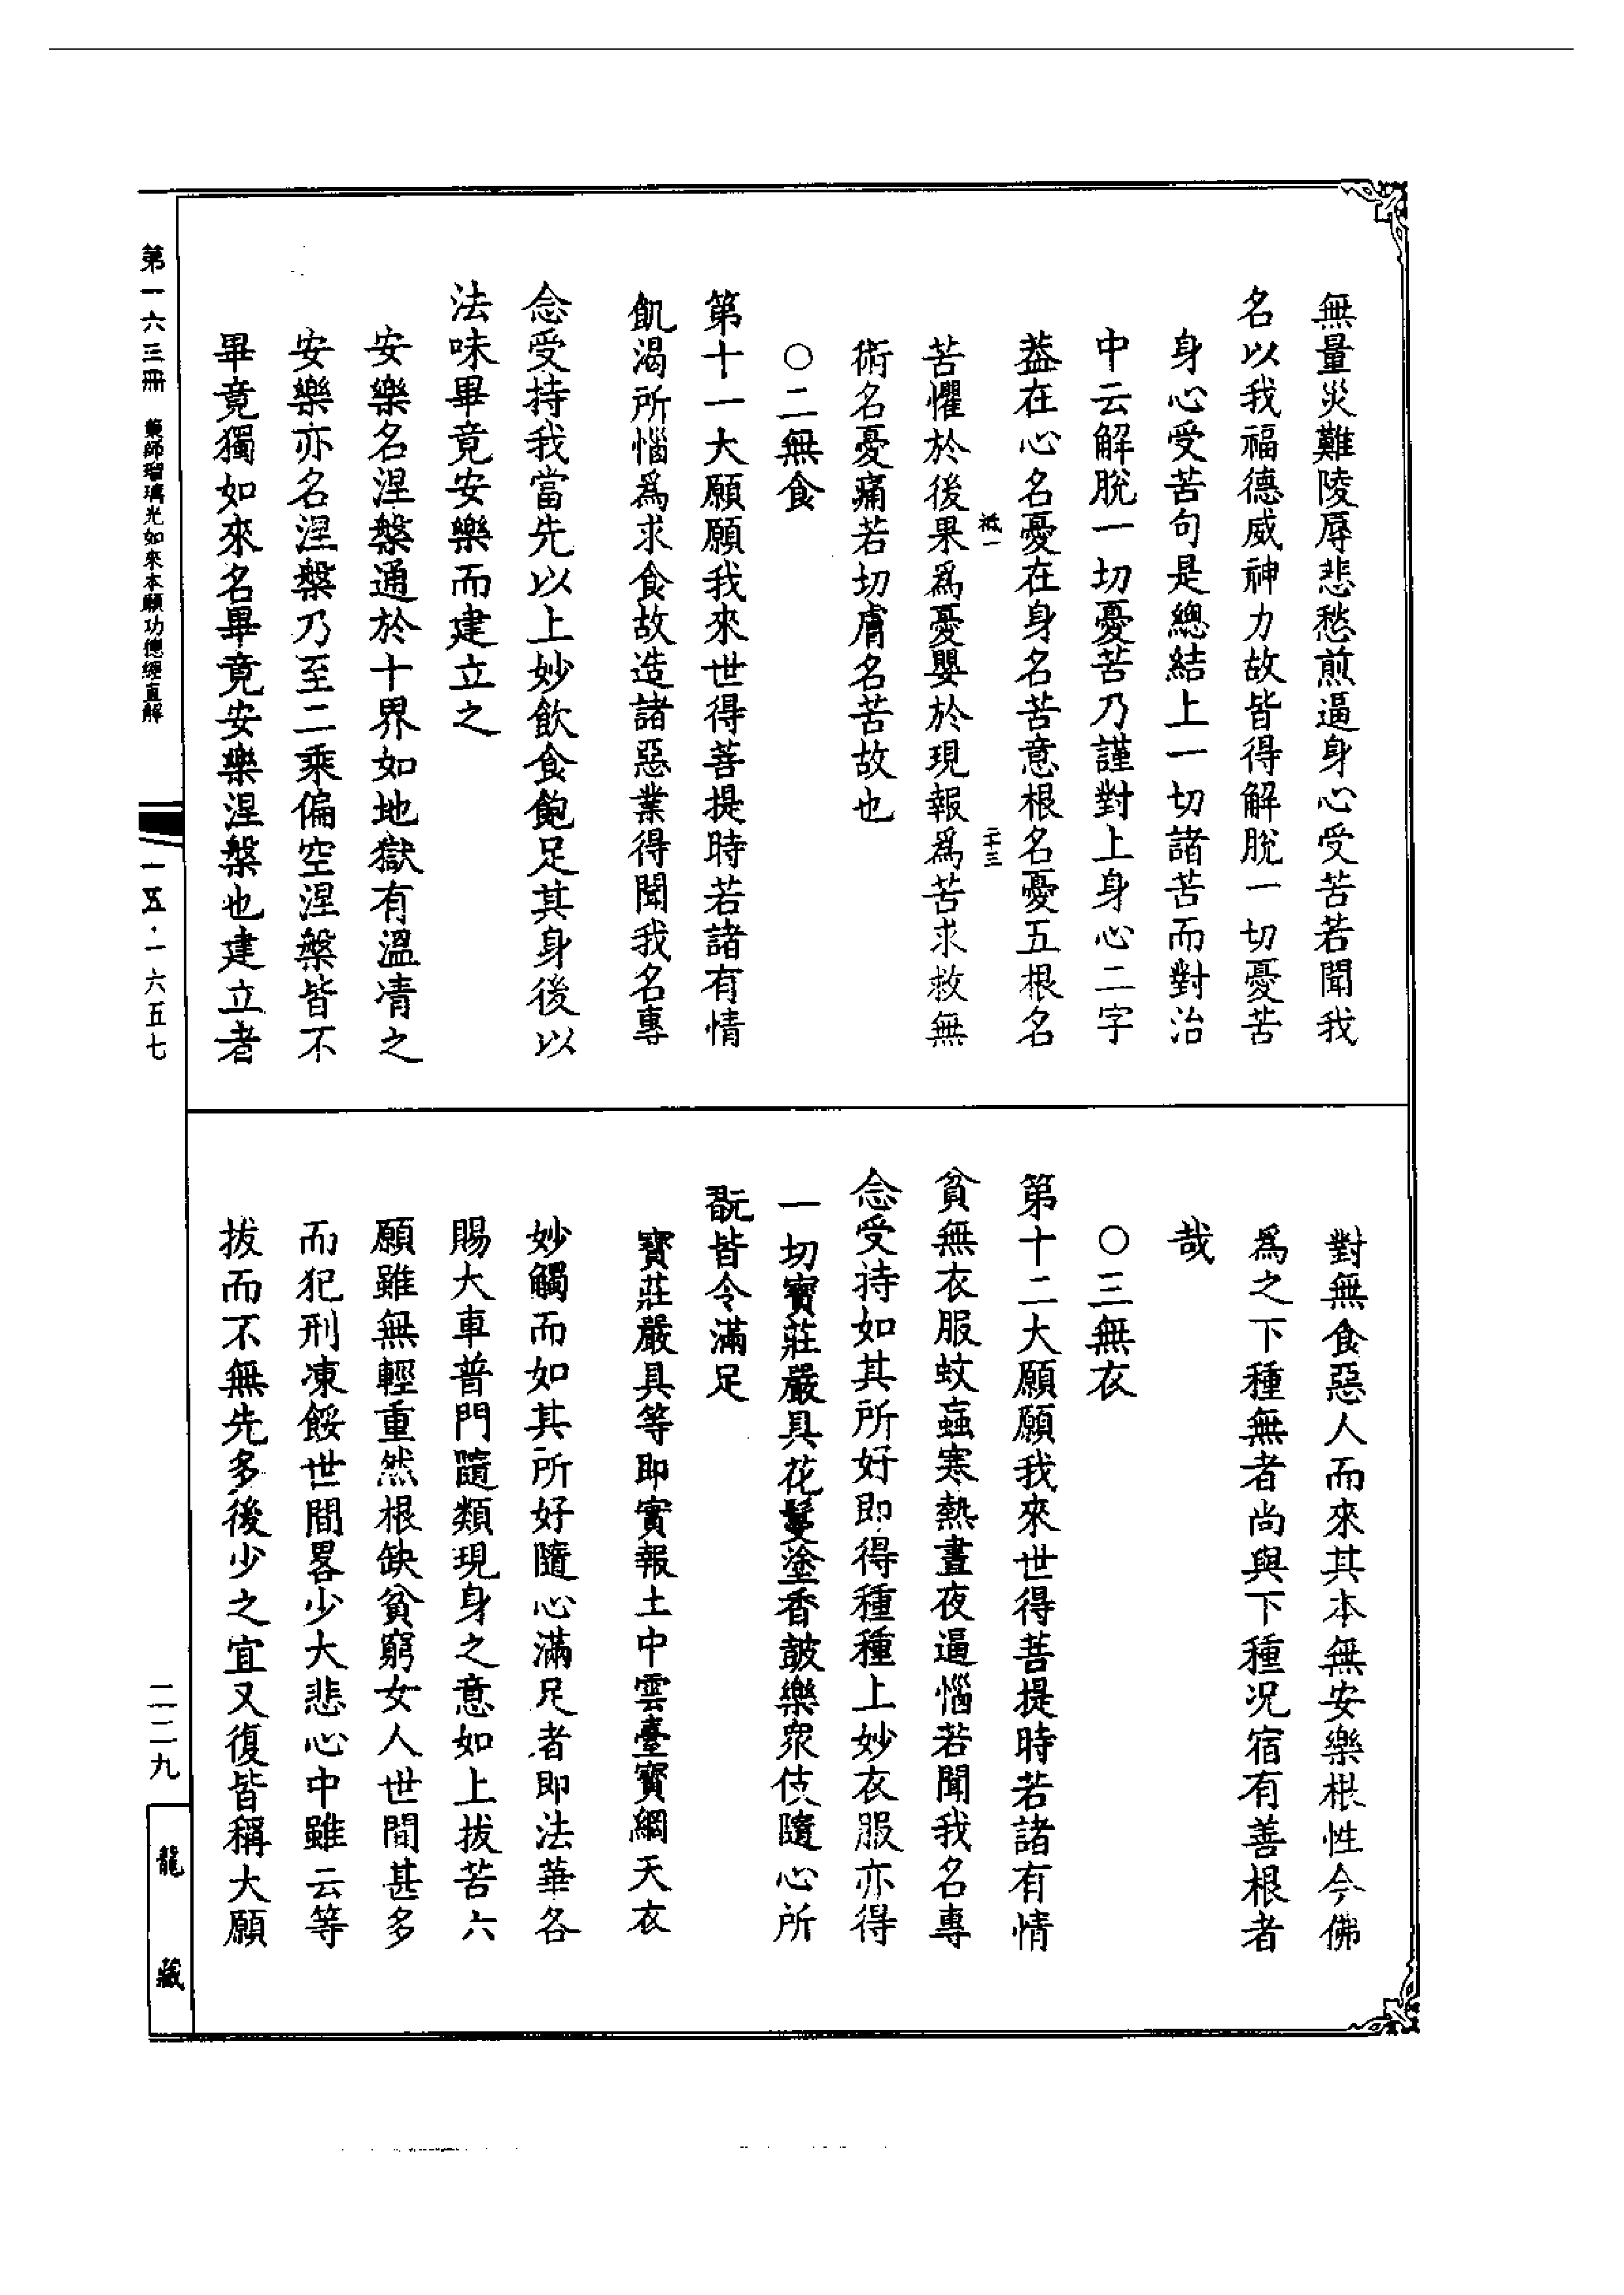 無量災難陵辱悲愁煎逼身心受苦若聞我
名以我福德威神力故皆得解脫一切憂苦
身心受苦句是總結上一切諸苦而對治
中云解脫一切憂苦乃謹對上身心二字
葢在心名憂在身名苦意根名憂五根名
苦懼於後果爲憂嬰於現報爲苦求救無
術名憂痛若切膚名苦故也
○二無食
第十一大願願我來世得菩提時若諸有情
飢渴所惱爲求食故造諸惡業得聞我名專
念受持我當先以上妙飲食飽足其身後以
法味畢竟安樂而建立之
安樂名涅槃通於十界如地獄有溫凊之
安樂亦名涅槃乃至二乘偏空涅槃皆不
畢竟獨如來名畢竟安樂涅槃也建立者
對無食惡人而來其本無安樂根性今佛
爲之下種無者尚與下種况宿有善根者
哉
○三無衣
第十二大願願我來世得菩提時若諸有情
貧無衣服蚊蝱寒熱晝夜逼惱若聞我名專
念受持如其所好即得種種上妙衣服亦得
一切寶莊嚴具花鬘塗香鼓樂衆伎隨心所
翫皆令滿足
寶莊嚴具等即實報土中雲臺寶網天衣
妙觸而如其所好隨心滿足者即法華各
賜大車普門隨類現身之意如上拔苦六
願雖無輕重然根缺貧窮女人世間甚多
而犯刑凍餒世間畧少大悲心中雖云等
拔而不無先多後少之宜又復皆稱大願
第一六三冊 藥師瑠璃光如來本願功德經直解
一五·一六五七
二二九
龍藏
二十三